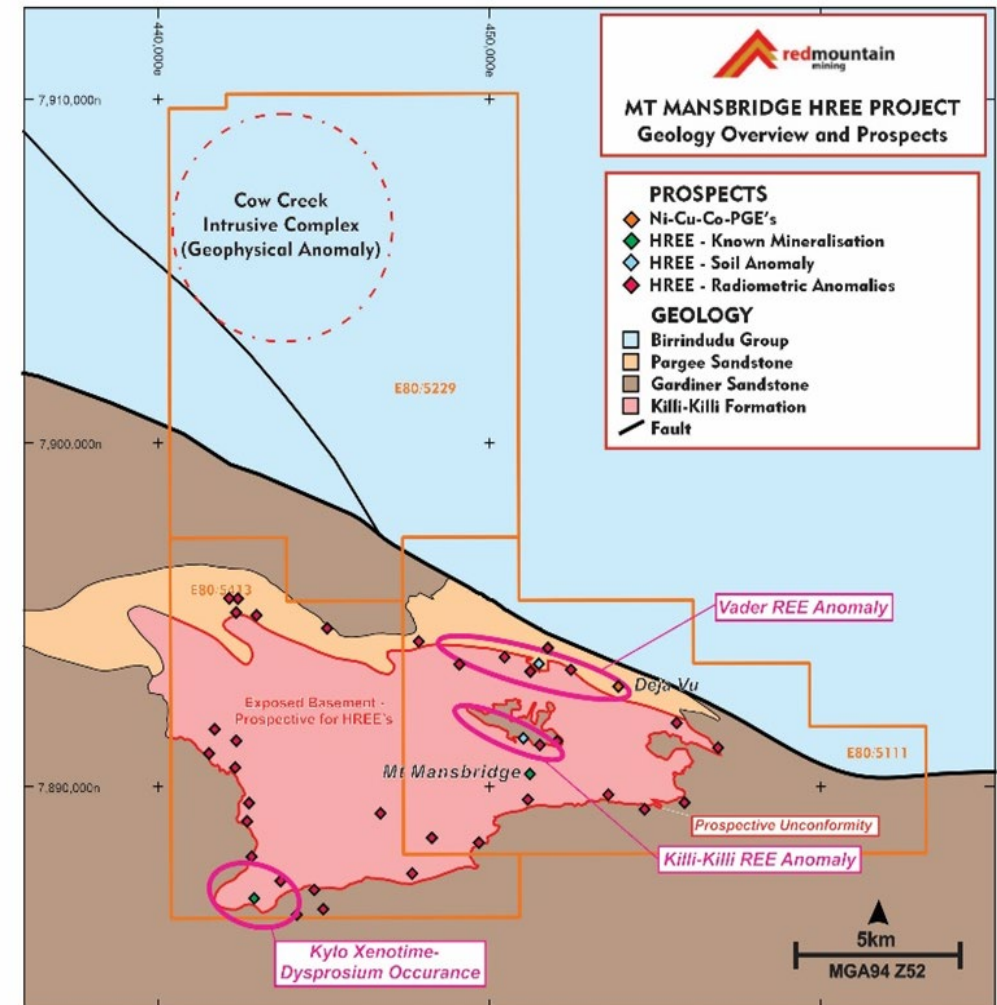 440,000e
450,000e
redmountain
mining
MT MANSBRIDGE HREE PROJECT
Geology Overview and Prospects
7,910,000n
PROSPECTS
Ni-Cu-Co-PGE's
HREE - Known Mineralisation
HREE - Soil Anomaly
HREE - Radiometric Anomalies
GEOLOGY
Birrindudu Group
Pargee Sandstone
Gardiner Sandstone
Killi-Killi Formation
Fault
Cow Creek
Intrusive Complex
(Geophysical Anomaly)
E80/5229
7,900,000n
E80/5413
Vader REE Anomaly
Deja Vu
Exposed Basement -
Prospective for HREE's
E80/5111
Mt Mansbridge
7,890,000n
Prospective Unconformity
Killi-Killi REE Anomaly
Kylo Xenotime-
Dysprosium Occurance
5km
MGA94 Z52